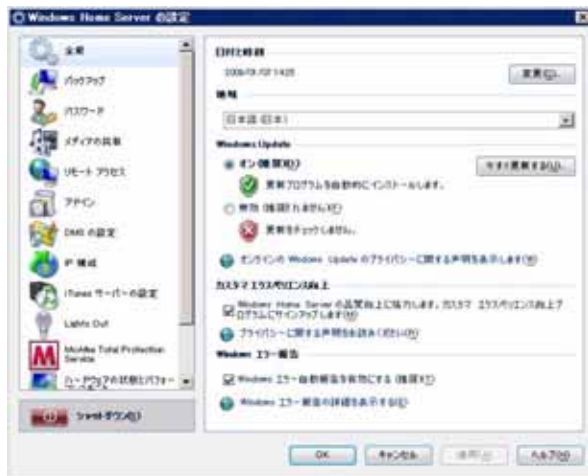 Windows Home Server の設定
全般
バックアップ
パスワード
メディアの共有
リモート アクセス
アドイン
DMS の設定
IP 構成
iTunes サーバーの設定
Lights Out
McAfee Total Protection
Service
ハードウェアの状態とパフォー
シャットダウン(U)
日付と時刻
変更(G)...
地域
日本語 (日本)
Windows Update
オン (推奨)(X)
今すぐ更新する(U)...
更新プログラムを自動的にインストールします。
無効 (推奨されません)(F)
更新をチェックしません。
オンラインの Windows Update のプライバシーに関する声明を表示します(W)
カスタマ エクスペリエンス向上
Windows Home Server の品質向上に協力します。カスタマ エクスペリエンス向上プ
ログラムにサインアップします(W)
プライバシーに関する声明をお読みください(P)
Windows エラー報告
Windows エラー自動報告を有効にする (推奨)(T)
Windows エラー報告の詳細を表示する(E)
OK
キャンセル
適用(A)
ヘルプ(H)